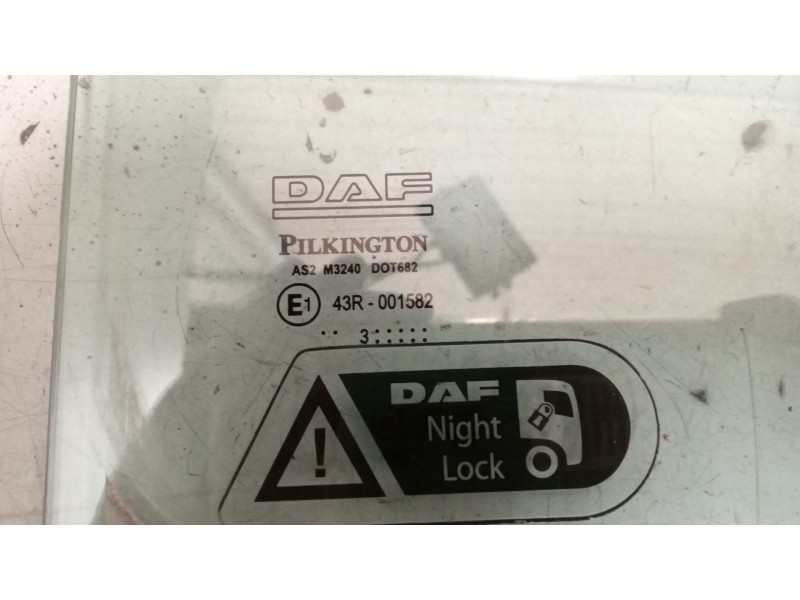 DAF
PILKINGTON
AS2 M3240 DOT682
E1 43R - 001582
.. 3 :::::
DAF
Night
Lock
!